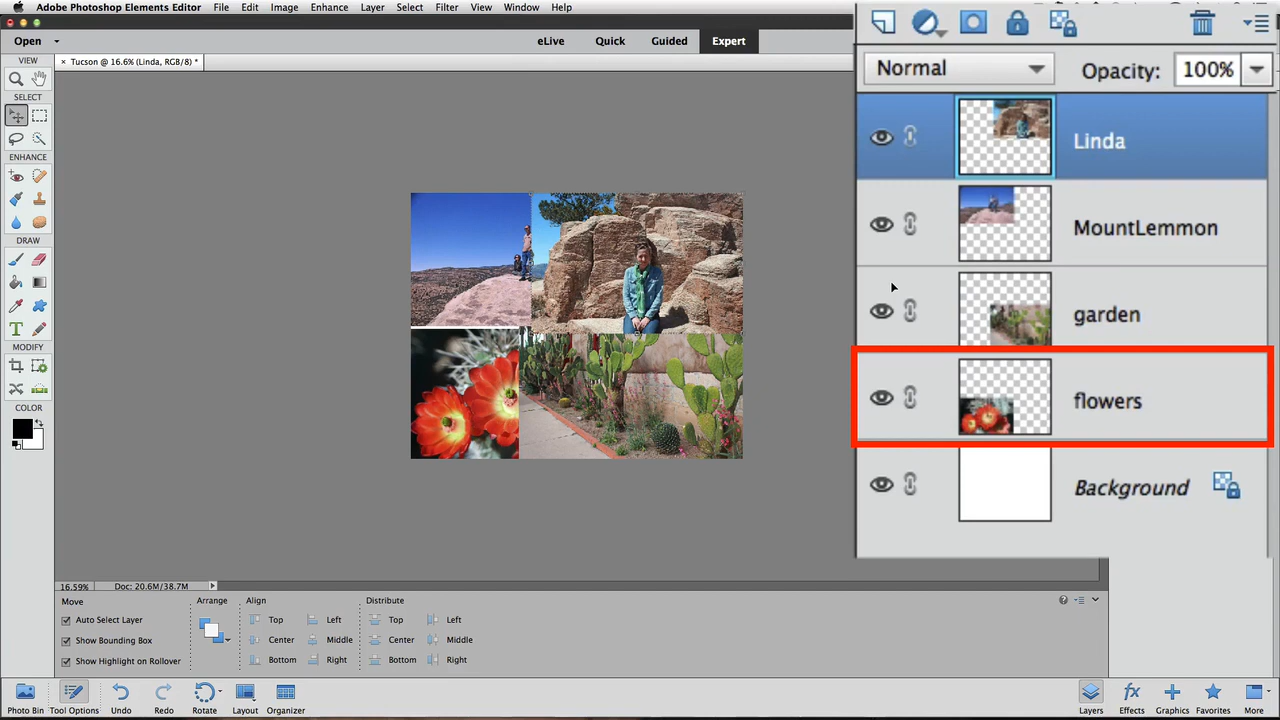 Adobe Photoshop Elements Editor File Edit Image Enhance Layer Select Filter View Window Help
Open eLive Quick Guided Expert
× Tucson @ 16.6% (Linda, RGB/8) *
VIEW
SELECT
ENHANCE
DRAW
MODIFY
COLOR
Normal Opacity: 100%
Linda
MountLemmon
garden
flowers
Background
16.59% Doc: 20.6M/38.7M
Move Arrange Align Distribute
Auto Select Layer Top Left Top Left
Show Bounding Box Center Middle Center Middle
Show Highlight on Rollover Bottom Right Bottom Right
Photo Bin Tool Options Undo Redo Rotate Layout Organizer Layers Effects Graphics Favorites More